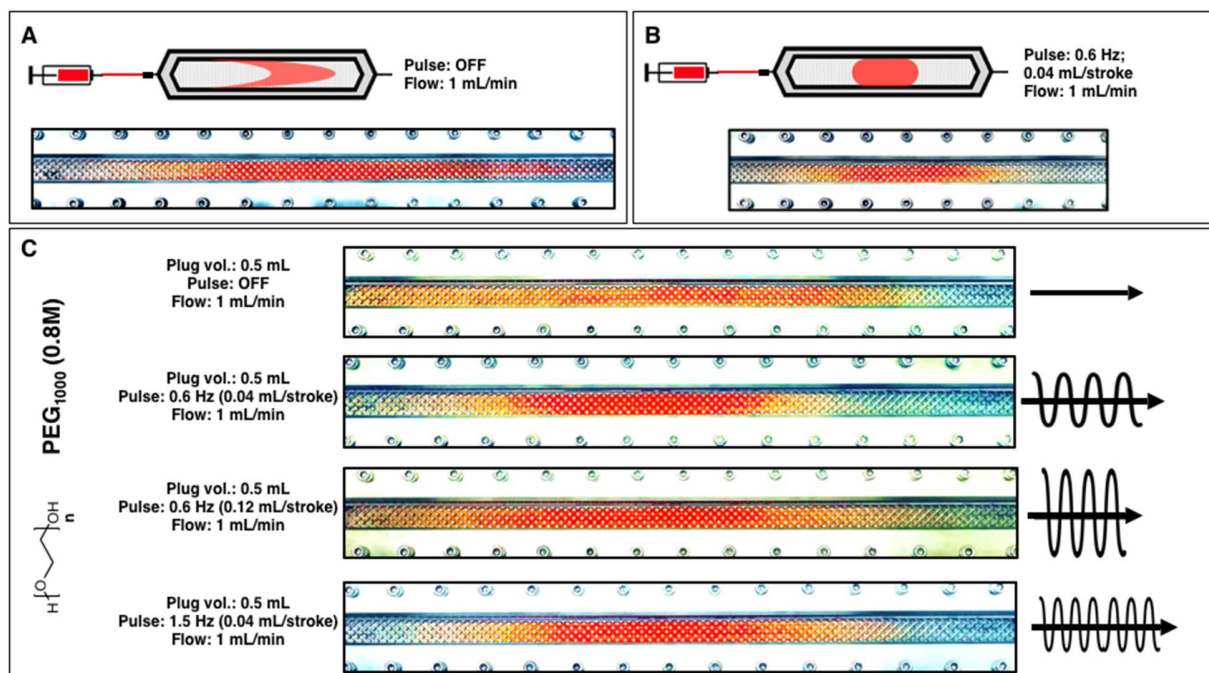 A
Pulse: OFF
Flow: 1 mL/min
B
Pulse: 0.6 Hz;
0.04 mL/stroke
Flow: 1 mL/min
C
PEG1000 (0.8M)
H{O}OH
n
Plug vol.: 0.5 mL
Pulse: OFF
Flow: 1 mL/min
Plug vol.: 0.5 mL
Pulse: 0.6 Hz (0.04 mL/stroke)
Flow: 1 mL/min
Plug vol.: 0.5 mL
Pulse: 0.6 Hz (0.12 mL/stroke)
Flow: 1 mL/min
Plug vol.: 0.5 mL
Pulse: 1.5 Hz (0.04 mL/stroke)
Flow: 1 mL/min